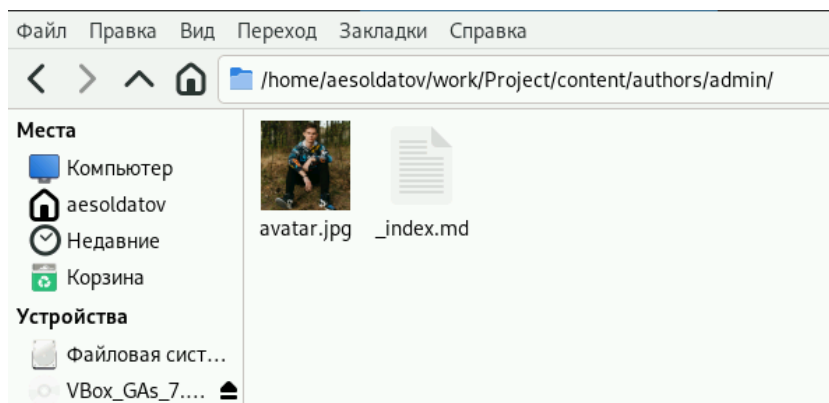 Файл Правка Вид Переход Закладки Справка
/home/aesoldatov/work/Project/content/authors/admin/
Места
Компьютер
aesoldatov
Недавние
Корзина
Устройства
Файловая сист...
VBox_GAs_7....
avatar.jpg
_index.md